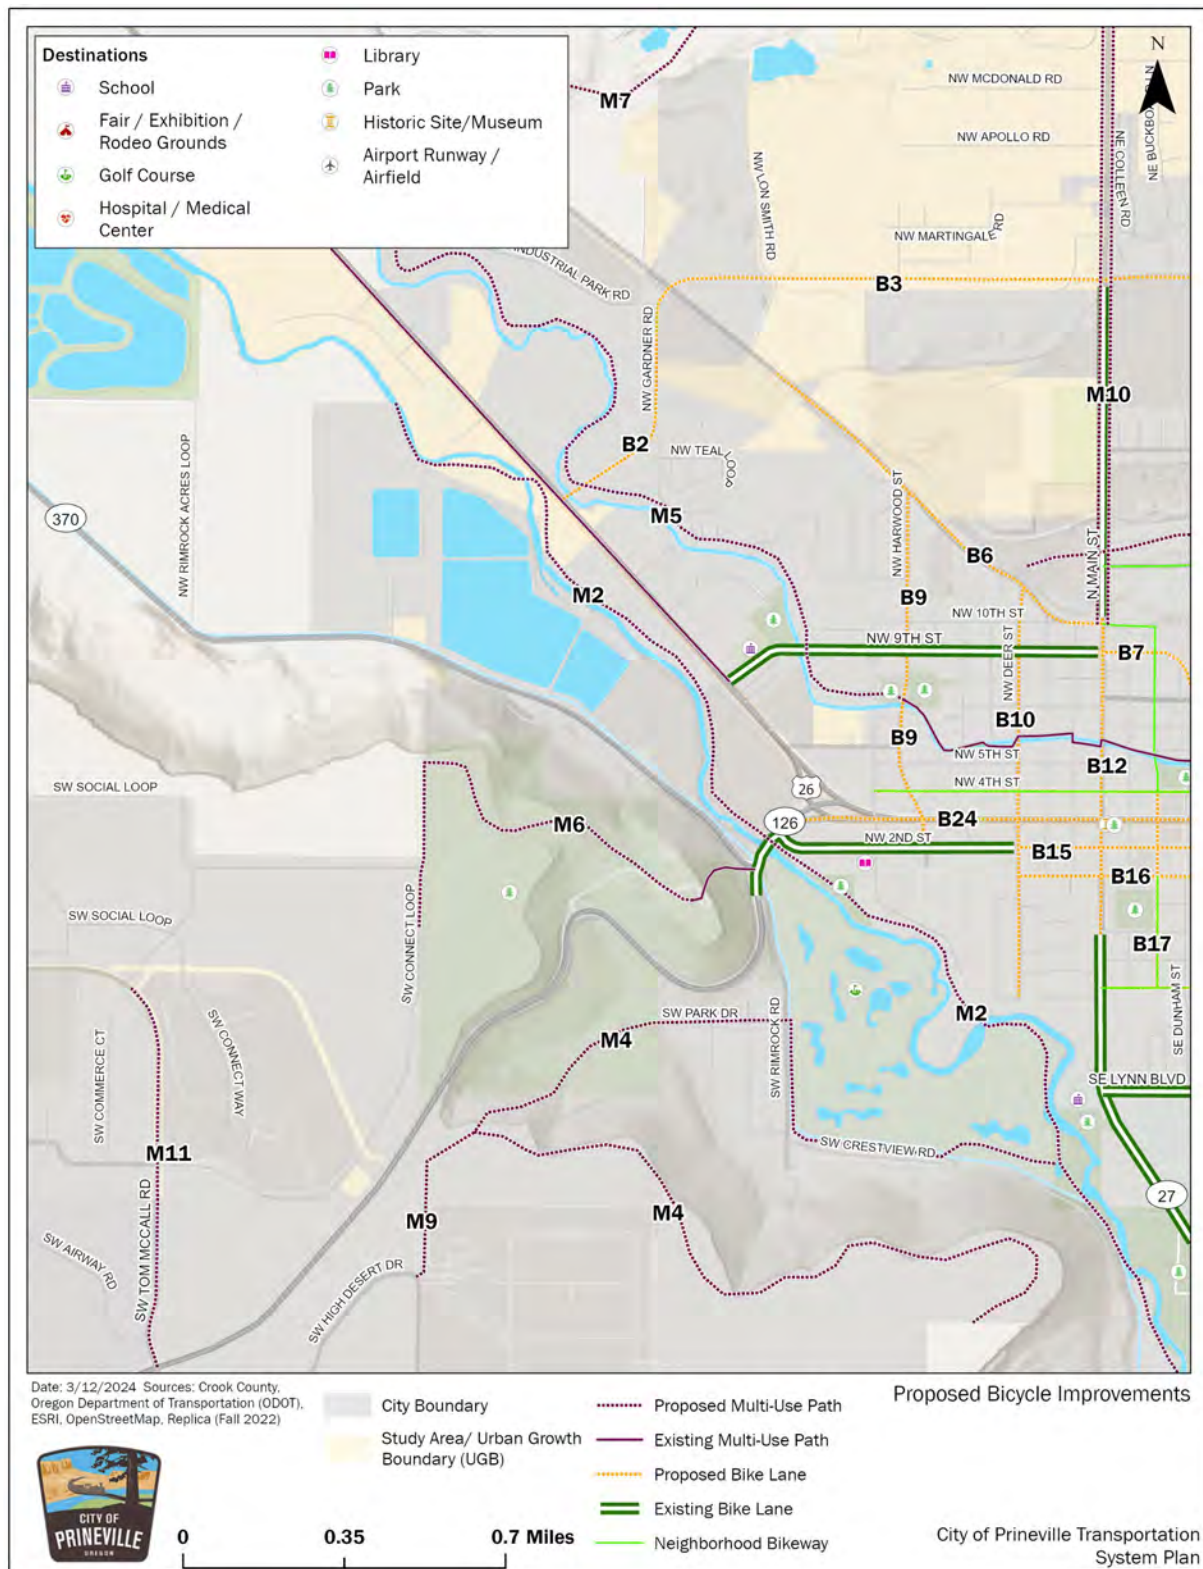 Destinations
School
Fair / Exhibition /
Rodeo Grounds
Golf Course
Hospital / Medical
Center
Library
Park
Historic Site/Museum
Airport Runway /
Airfield
N
M7
NW MCDONALD RD
NW APOLLO RD
NE COLLEEN RD
NW LON SMITH RD
NW MARTINGALE RD
INDUSTRIAL PARK RD
B3
NW GARDNER RD
M10
B2
NW TEAL LOOP
NW RIMROCK ACRES LOOP
370
M5
NW HARWOOD ST
N MAIN ST
B6
M2
B9
NW 10TH ST
NW 9TH ST
B7
NW DEER ST
B10
B9
NW 5TH ST
B12
26
NW 4TH ST
SW SOCIAL LOOP
126
B24
M6
NW 2ND ST
B15
B16
SW CONNECT LOOP
SW SOCIAL LOOP
B17
SE DUNHAM ST
SW PARK DR
M2
M4
SW RIMROCK RD
SW CONNECT WAY
SW COMMERCE CT
SE LYNN BLVD
SW CRESTVIEW RD
M11
27
M9
M4
SW TOM MCCALL RD
SW AIRWAY RD
SW HIGH DESERT DR
Date: 3/12/2024 Sources: Crook County,
Oregon Department of Transportation (ODOT),
ESRI, OpenStreetMap, Replica (Fall 2022)
City Boundary
Study Area/ Urban Growth
Boundary (UGB)
Proposed Multi-Use Path
Existing Multi-Use Path
Proposed Bike Lane
Existing Bike Lane
Neighborhood Bikeway
Proposed Bicycle Improvements
CITY OF
PRINEVILLE
OREGON
0 0.35 0.7 Miles
City of Prineville Transportation
System Plan